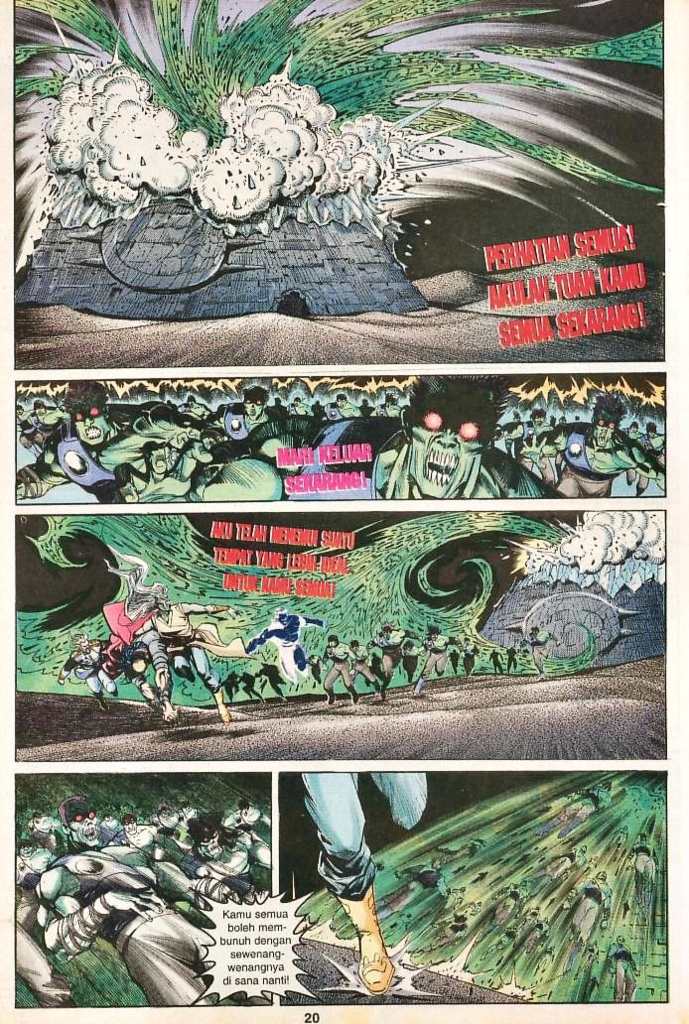 PERHATIAN SEMUA!
AKULAH TUAN KAMU
SEMUA SEKARANG!
MARI KELUAR
SEKARANG!
AKU TELAH MENEMUI SUATU
TEMPAT YANG LEBIH IDEAL
UNTUK KAMU SEMUA!
Kamu semua
boleh mem-
bunuh dengan
sewenang-
wenangnya
di sana nanti!
20